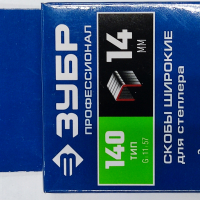 ЗУБР
ПРОФЕССИОНАЛ
140 ТИП
G 11 57
14 ММ
СКОБЫ ШИРОКИЕ
для степлера